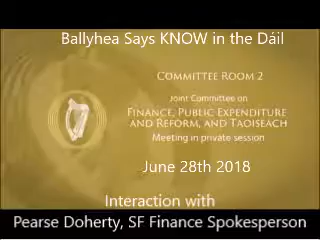 Ballyhea Says KNOW in the Dáil
COMMITTEE ROOM 2
Joint Committee on
FINANCE, PUBLIC EXPENDITURE
AND REFORM, AND TAOISEACH
Meeting in private session
June 28th 2018
Interaction with
Pearse Doherty, SF Finance Spokesperson